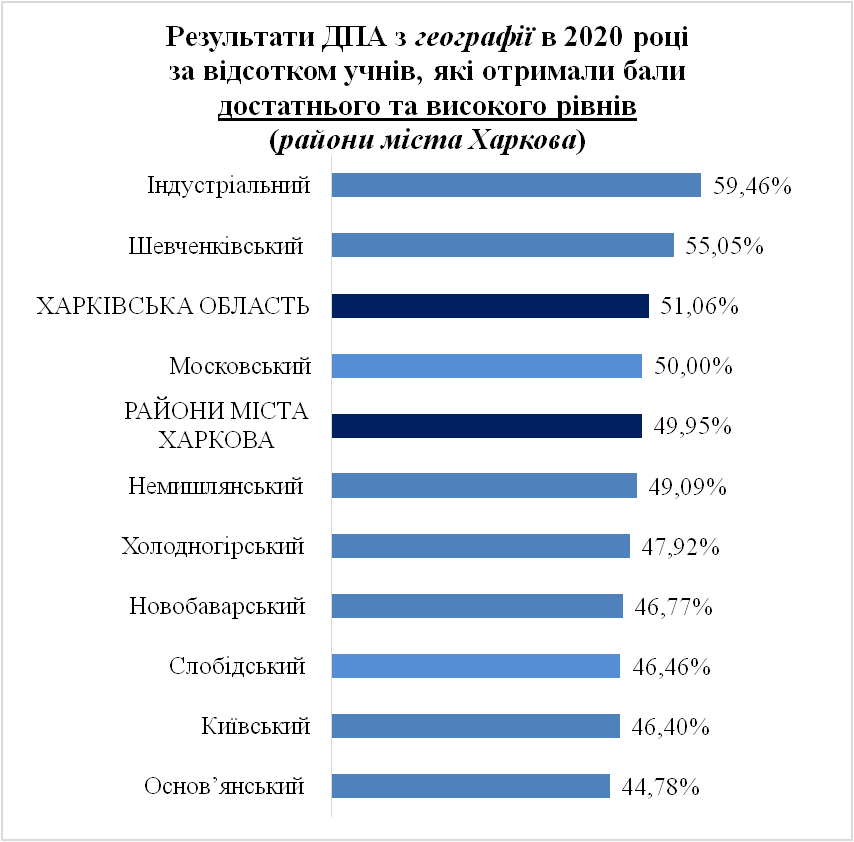 Результати ДПА з географії в 2020 році
за відсотком учнів, які отримали бали
достатнього та високого рівнів
(райони міста Харкова)
Індустріальний 59,46%
Шевченківський 55,05%
ХАРКІВСЬКА ОБЛАСТЬ 51,06%
Московський 50,00%
РАЙОНИ МІСТА
ХАРКОВА 49,95%
Немишлянський 49,09%
Холодногірський 47,92%
Новобаварський 46,77%
Слобідський 46,46%
Київський 46,40%
Основ’янський 44,78%